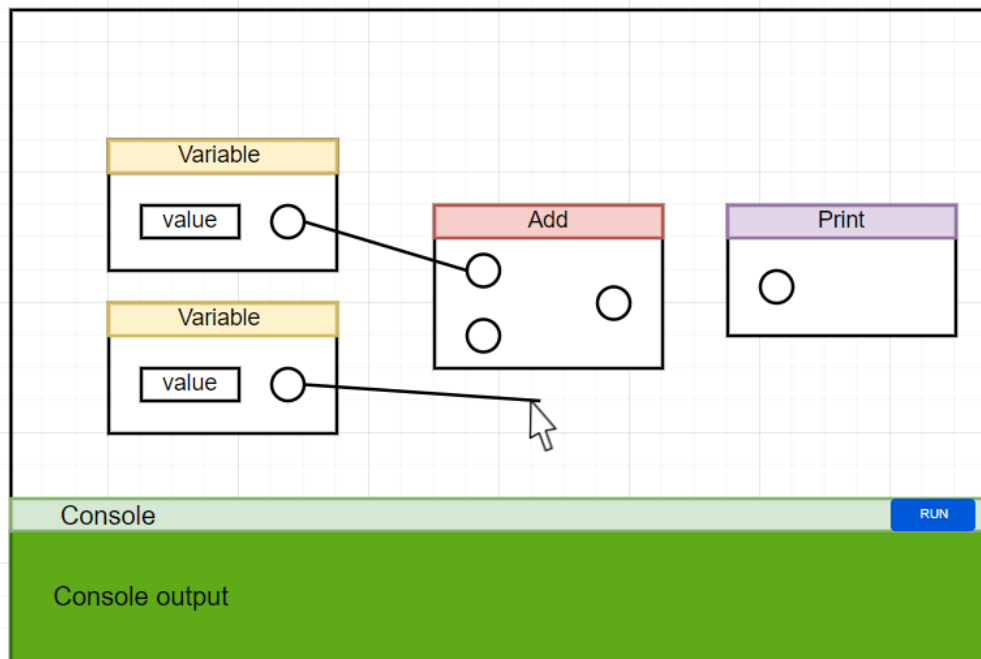 Variable
value
Add
Print
Variable
value
Console
RUN
Console output